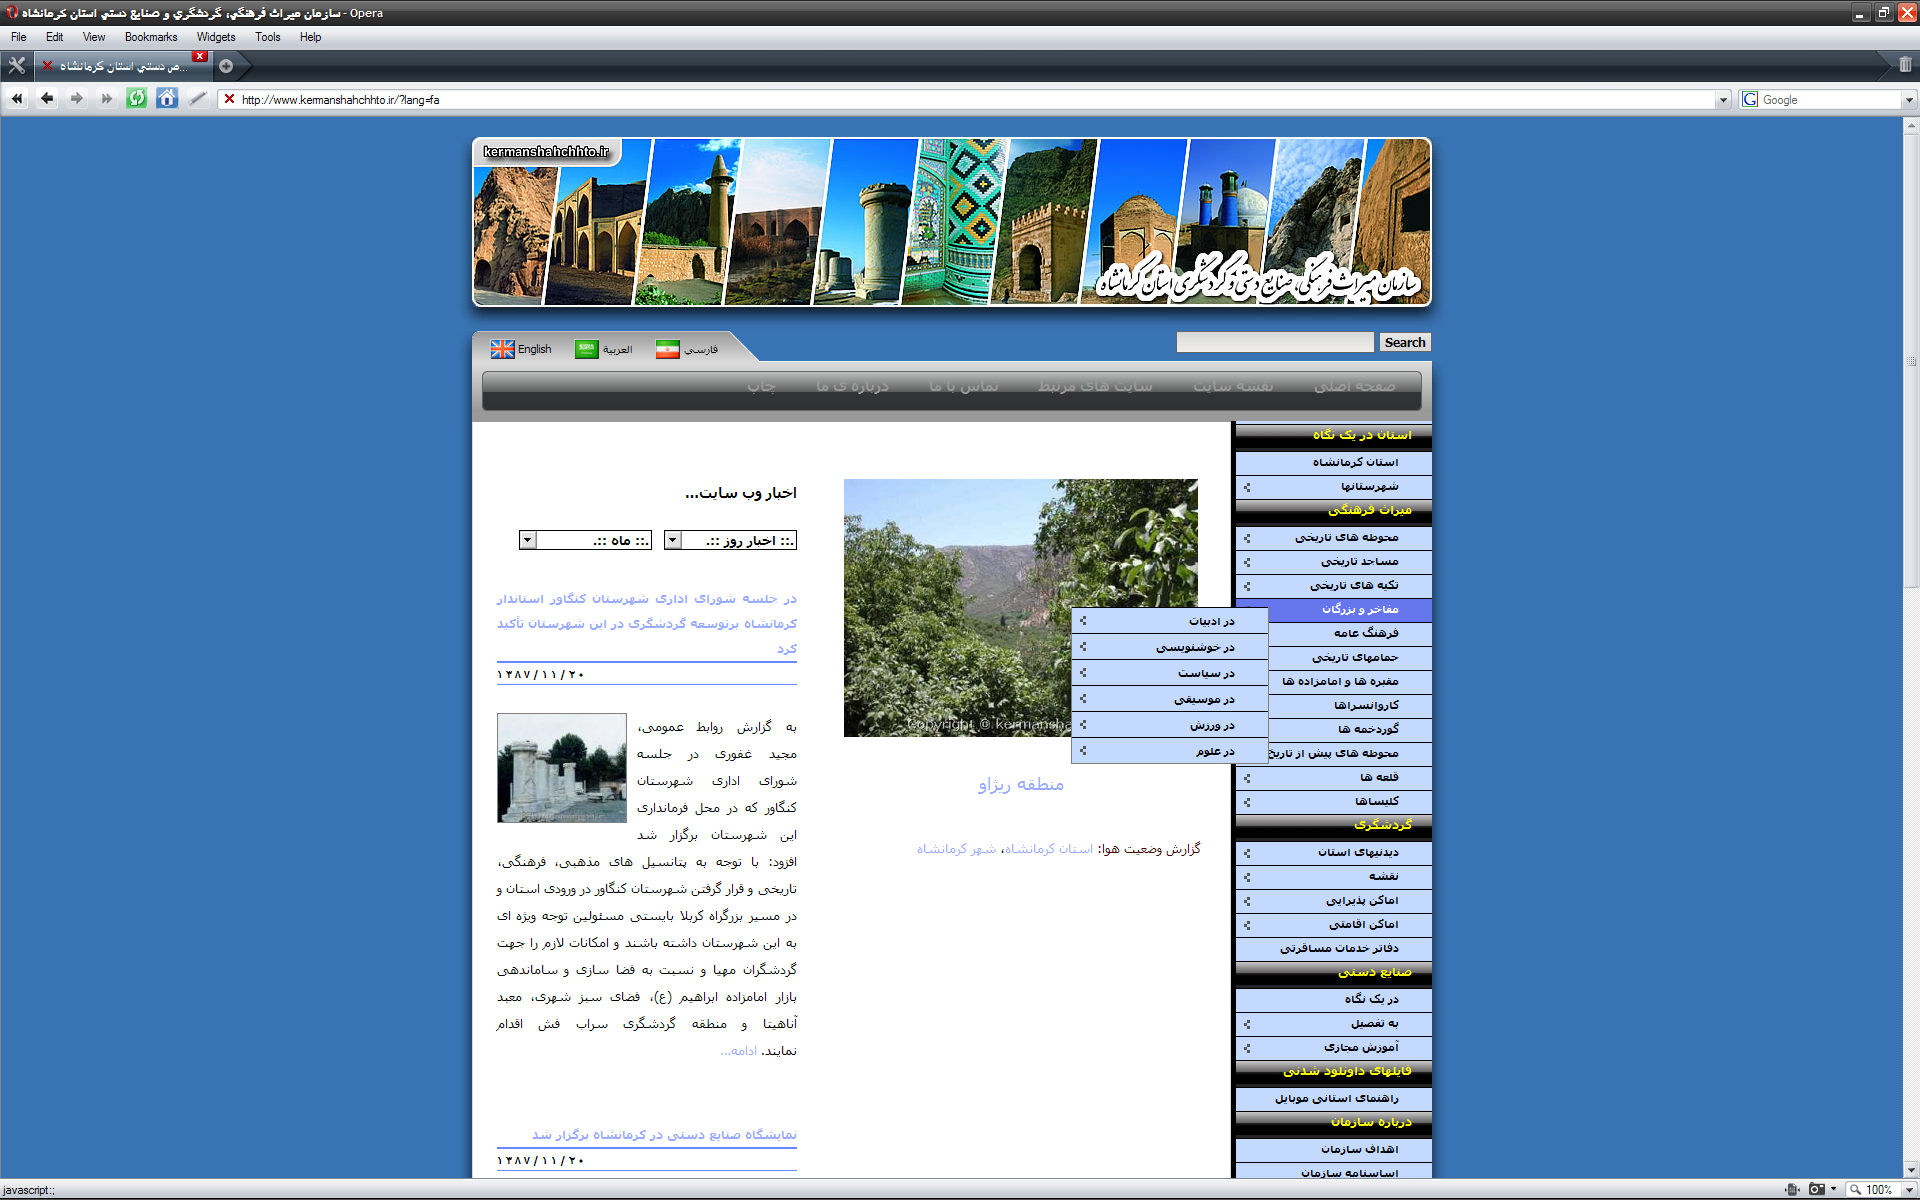 سازمان ميراث فرهنگي، گردشگري و صنايع دستي استان كرمانشاه - Opera
File Edit View Bookmarks Widgets Tools Help
...ص دستي استان كرمانشاه
http://www.kermanshahchhto.ir/?lang=fa
Google
kermanshahchhto.ir
سازمان میراث فرهنگی، صنایع دستی و گردشگری استان کرمانشاه
English العربية فارسي
Search
صفحه اصلی نقشه سایت سایت های مرتبط تماس با ما درباره ی ما چاپ
استان در یک نگاه
استان کرمانشاه
شهرستانها
میراث فرهنگی
محوطه های تاریخی
مساجد تاریخی
تکیه های تاریخی
مفاخر و بزرگان
فرهنگ عامه
حمامهای تاریخی
مقبره ها و امامزاده ها
کاروانسراها
گوردخمه ها
محوطه های پیش از تاریخ
قلعه ها
کلیساها
گردشگری
دیدنیهای استان
نقشه
اماکن پذیرایی
اماکن اقامتی
دفاتر خدمات مسافرتی
صنایع دستی
در یک نگاه
به تفصیل
آموزش مجازی
فایلهای داونلود شدنی
راهنمای استانی موبایل
درباره سازمان
اهداف سازمان
اساسنامه سازمان
در ادبیات
در خوشنویسی
در سیاست
در موسیقی
در ورزش
در علوم
Copyright © kermansha
منطقه ریژاو
گزارش وضعیت هوا: استان کرمانشاه، شهر کرمانشاه
اخبار وب سایت...
.:: اخبار روز ::. .:: ماه ::.
در جلسه شورای اداری شهرستان کنگاور استاندار
کرمانشاه برتوسعه گردشگری در این شهرستان تأکید
کرد
۱۳۸۷/۱۱/۲۰
به گزارش روابط عمومی،
مجید غفوری در جلسه
شورای اداری شهرستان
کنگاور که در محل فرمانداری
این شهرستان برگزار شد
افزود: با توجه به پتانسیل های مذهبی، فرهنگی،
تاریخی و قرار گرفتن شهرستان کنگاور در ورودی استان و
در مسیر بزرگراه کربلا بایستی مسئولین توجه ویژه ای
به این شهرستان داشته باشند و امکانات لازم را جهت
گردشگران مهیا و نسبت به فضا سازی و ساماندهی
بازار امامزاده ابراهیم (ع)، فضای سبز شهری، معبد
آناهیتا و منطقه گردشگری سراب فش اقدام
نمایند. ادامه...
نمایشگاه صنایع دستی در کرمانشاه برگزار شد
۱۳۸۷/۱۱/۲۰
javascript:;
100%